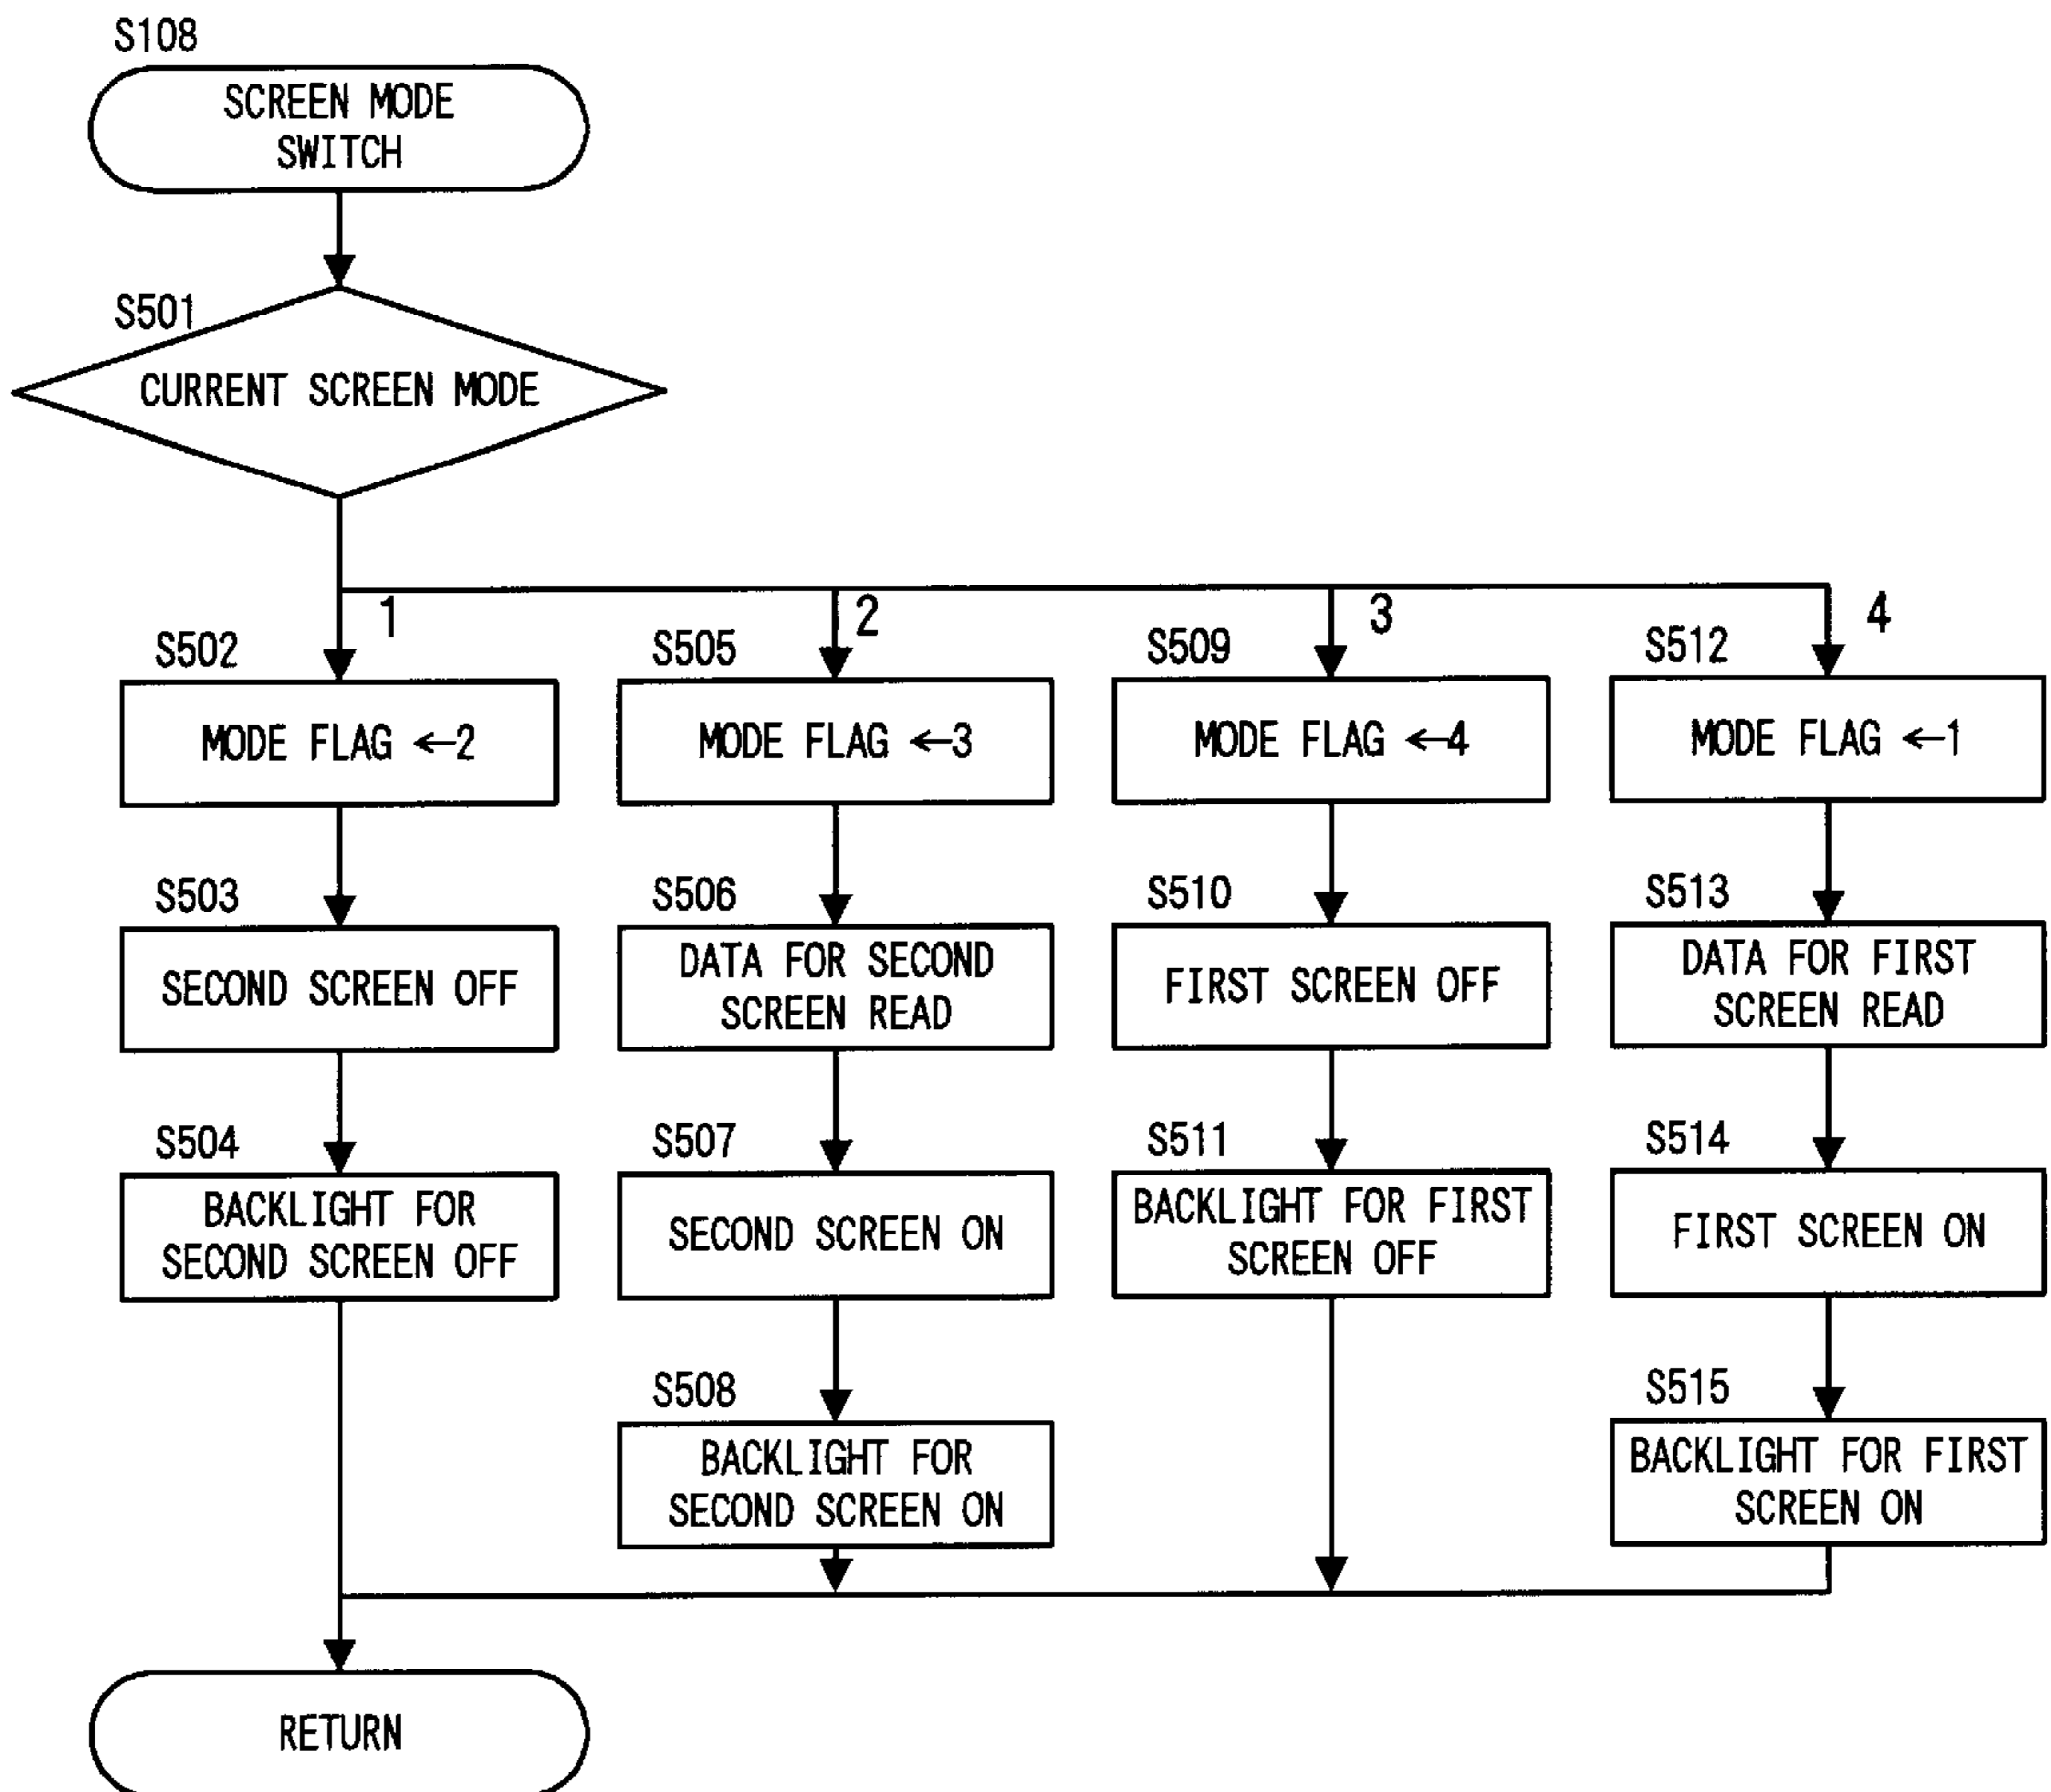 S108
SCREEN MODE
SWITCH
S501
CURRENT SCREEN MODE
1
2
3
4
S502
MODE FLAG ←2
S503
SECOND SCREEN OFF
S504
BACKLIGHT FOR
SECOND SCREEN OFF
S505
MODE FLAG ←3
S506
DATA FOR SECOND
SCREEN READ
S507
SECOND SCREEN ON
S508
BACKLIGHT FOR
SECOND SCREEN ON
S509
MODE FLAG ←4
S510
FIRST SCREEN OFF
S511
BACKLIGHT FOR FIRST
SCREEN OFF
S512
MODE FLAG ←1
S513
DATA FOR FIRST
SCREEN READ
S514
FIRST SCREEN ON
S515
BACKLIGHT FOR FIRST
SCREEN ON
RETURN